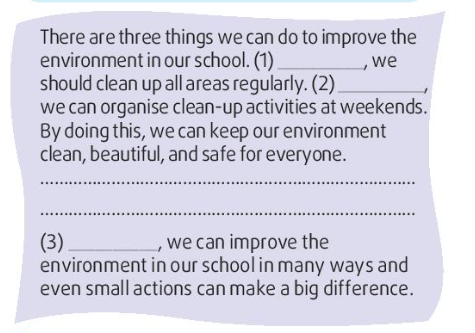 There are three things we can do to improve the
environment in our school. (1) __________, we
should clean up all areas regularly. (2) __________,
we can organise clean-up activities at weekends.
By doing this, we can keep our environment
clean, beautiful, and safe for everyone.
................................................................................
................................................................................
(3) __________, we can improve the
environment in our school in many ways and
even small actions can make a big difference.